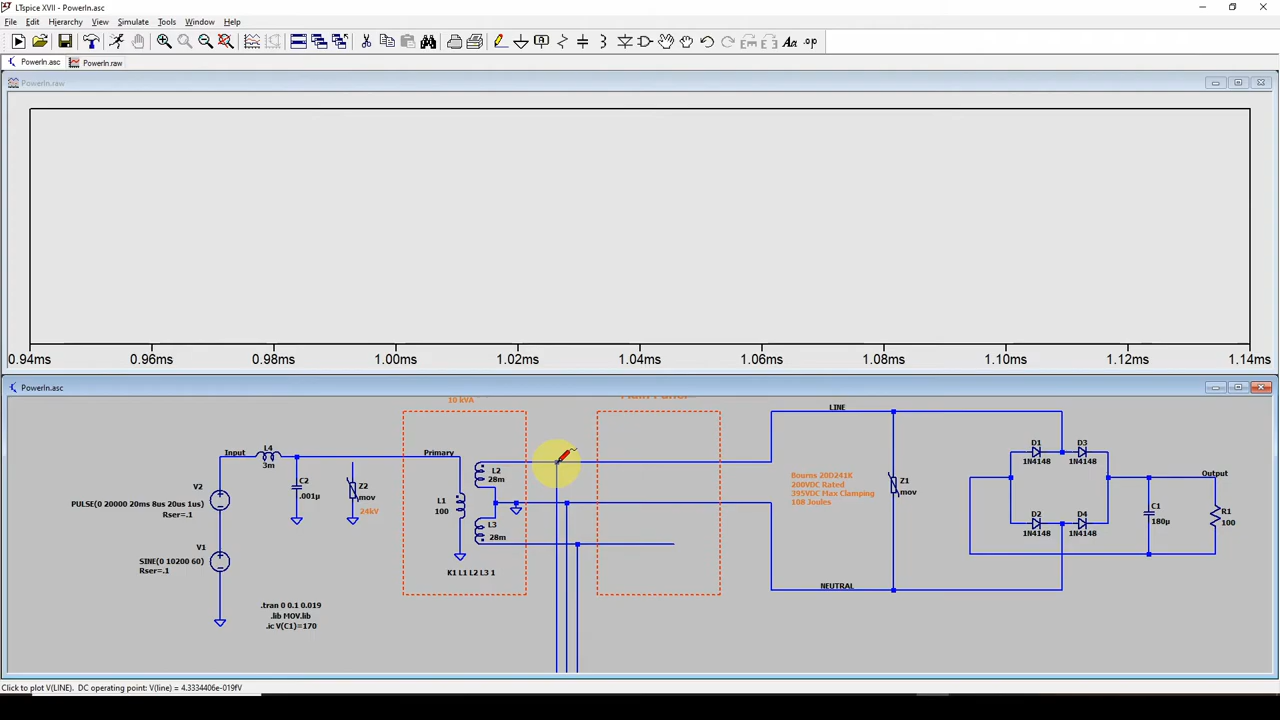 LTspice XVII - PowerIn.asc
File Edit Hierarchy View Simulate Tools Window Help
PowerIn.asc PowerIn.raw
PowerIn.raw
0.94ms 0.96ms 0.98ms 1.00ms 1.02ms 1.04ms 1.06ms 1.08ms 1.10ms 1.12ms 1.14ms
PowerIn.asc
10 kVA
Main Panel
LINE
Input
L4
3m
Primary
V2
PULSE(0 20000 20ms 8us 20us 1us)
Rser=.1
C2
.001µ
Z2
mov
24kV
L1
100
L2
28m
L3
28m
K1 L1 L2 L3 1
V1
SINE(0 10200 60)
Rser=.1
.tran 0 0.1 0.019
.lib MOV.lib
.ic V(C1)=170
Bourns 20D241K
200VDC Rated
395VDC Max Clamping
108 Joules
Z1
mov
NEUTRAL
D1
1N4148
D3
1N4148
D2
1N4148
D4
1N4148
Output
C1
180µ
R1
100
Click to plot V(LINE). DC operating point: V(line) = 4.3334406e-019fV